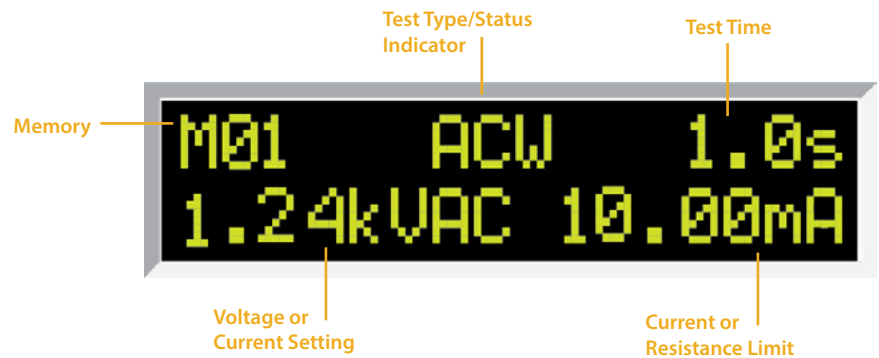 Test Type/Status
Indicator
Test Time
Memory
M01 ACW 1.0s
1.24kVAC 10.00mA
Voltage or
Current Setting
Current or
Resistance Limit